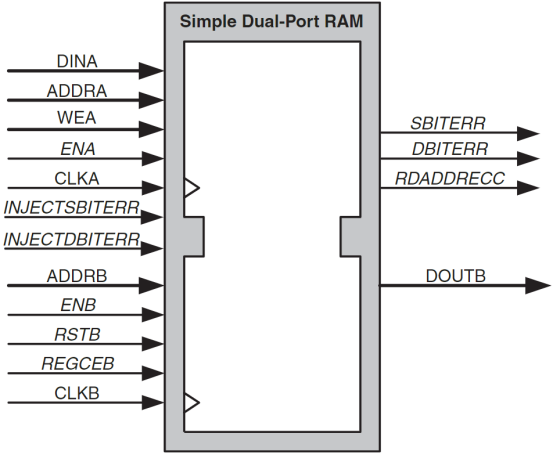 Simple Dual-Port RAM
DINA
ADDRA
WEA
ENA
CLKA
INJECTSBITERR
INJECTDBITERR
ADDRB
ENB
RSTB
REGCEB
CLKB
SBITERR
DBITERR
RDADDRECC
DOUTB